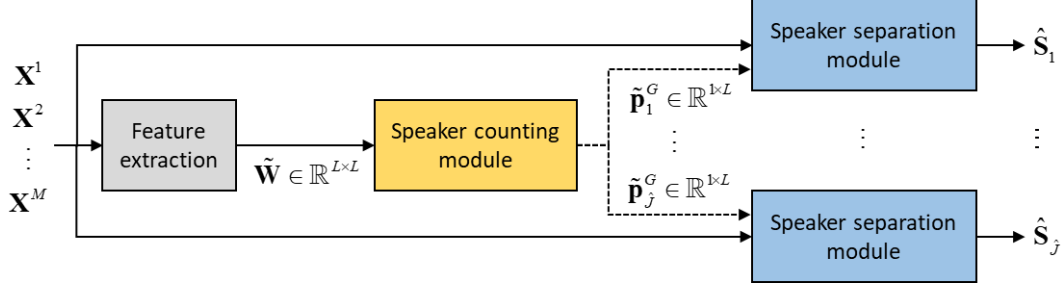 X¹
X²
⋮
X^M
Feature
extraction
W̃ ∈ ℝ^{L×L}
Speaker counting
module
p̃₁^G ∈ ℝ^{1×L}
⋮
p̃_Ĵ^G ∈ ℝ^{1×L}
Speaker separation
module
Ŝ₁
⋮
⋮
Speaker separation
module
Ŝ_Ĵ